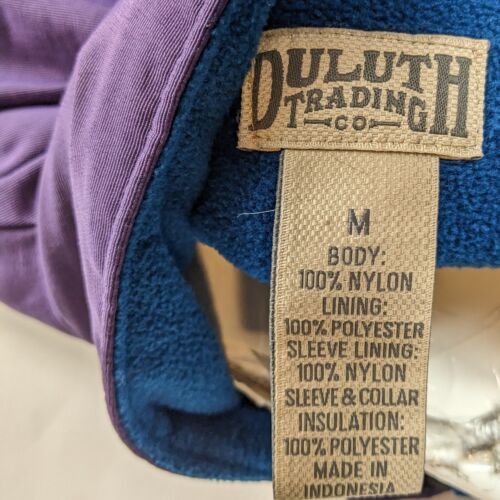 DULUTH
TRADING
CO
M
BODY:
100% NYLON
LINING:
100% POLYESTER
SLEEVE LINING:
100% NYLON
SLEEVE & COLLAR
INSULATION:
100% POLYESTER
MADE IN
INDONESIA